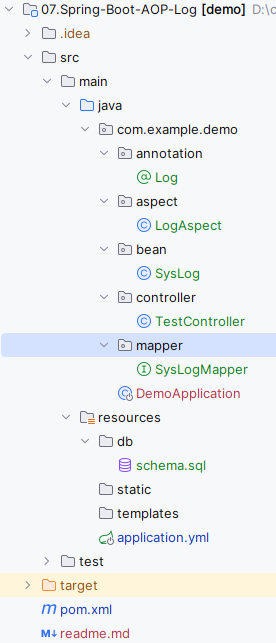 07.Spring-Boot-AOP-Log [demo] D:\c
.idea
src
main
java
com.example.demo
annotation
Log
aspect
LogAspect
bean
SysLog
controller
TestController
mapper
SysLogMapper
DemoApplication
resources
db
schema.sql
static
templates
application.yml
test
target
pom.xml
readme.md